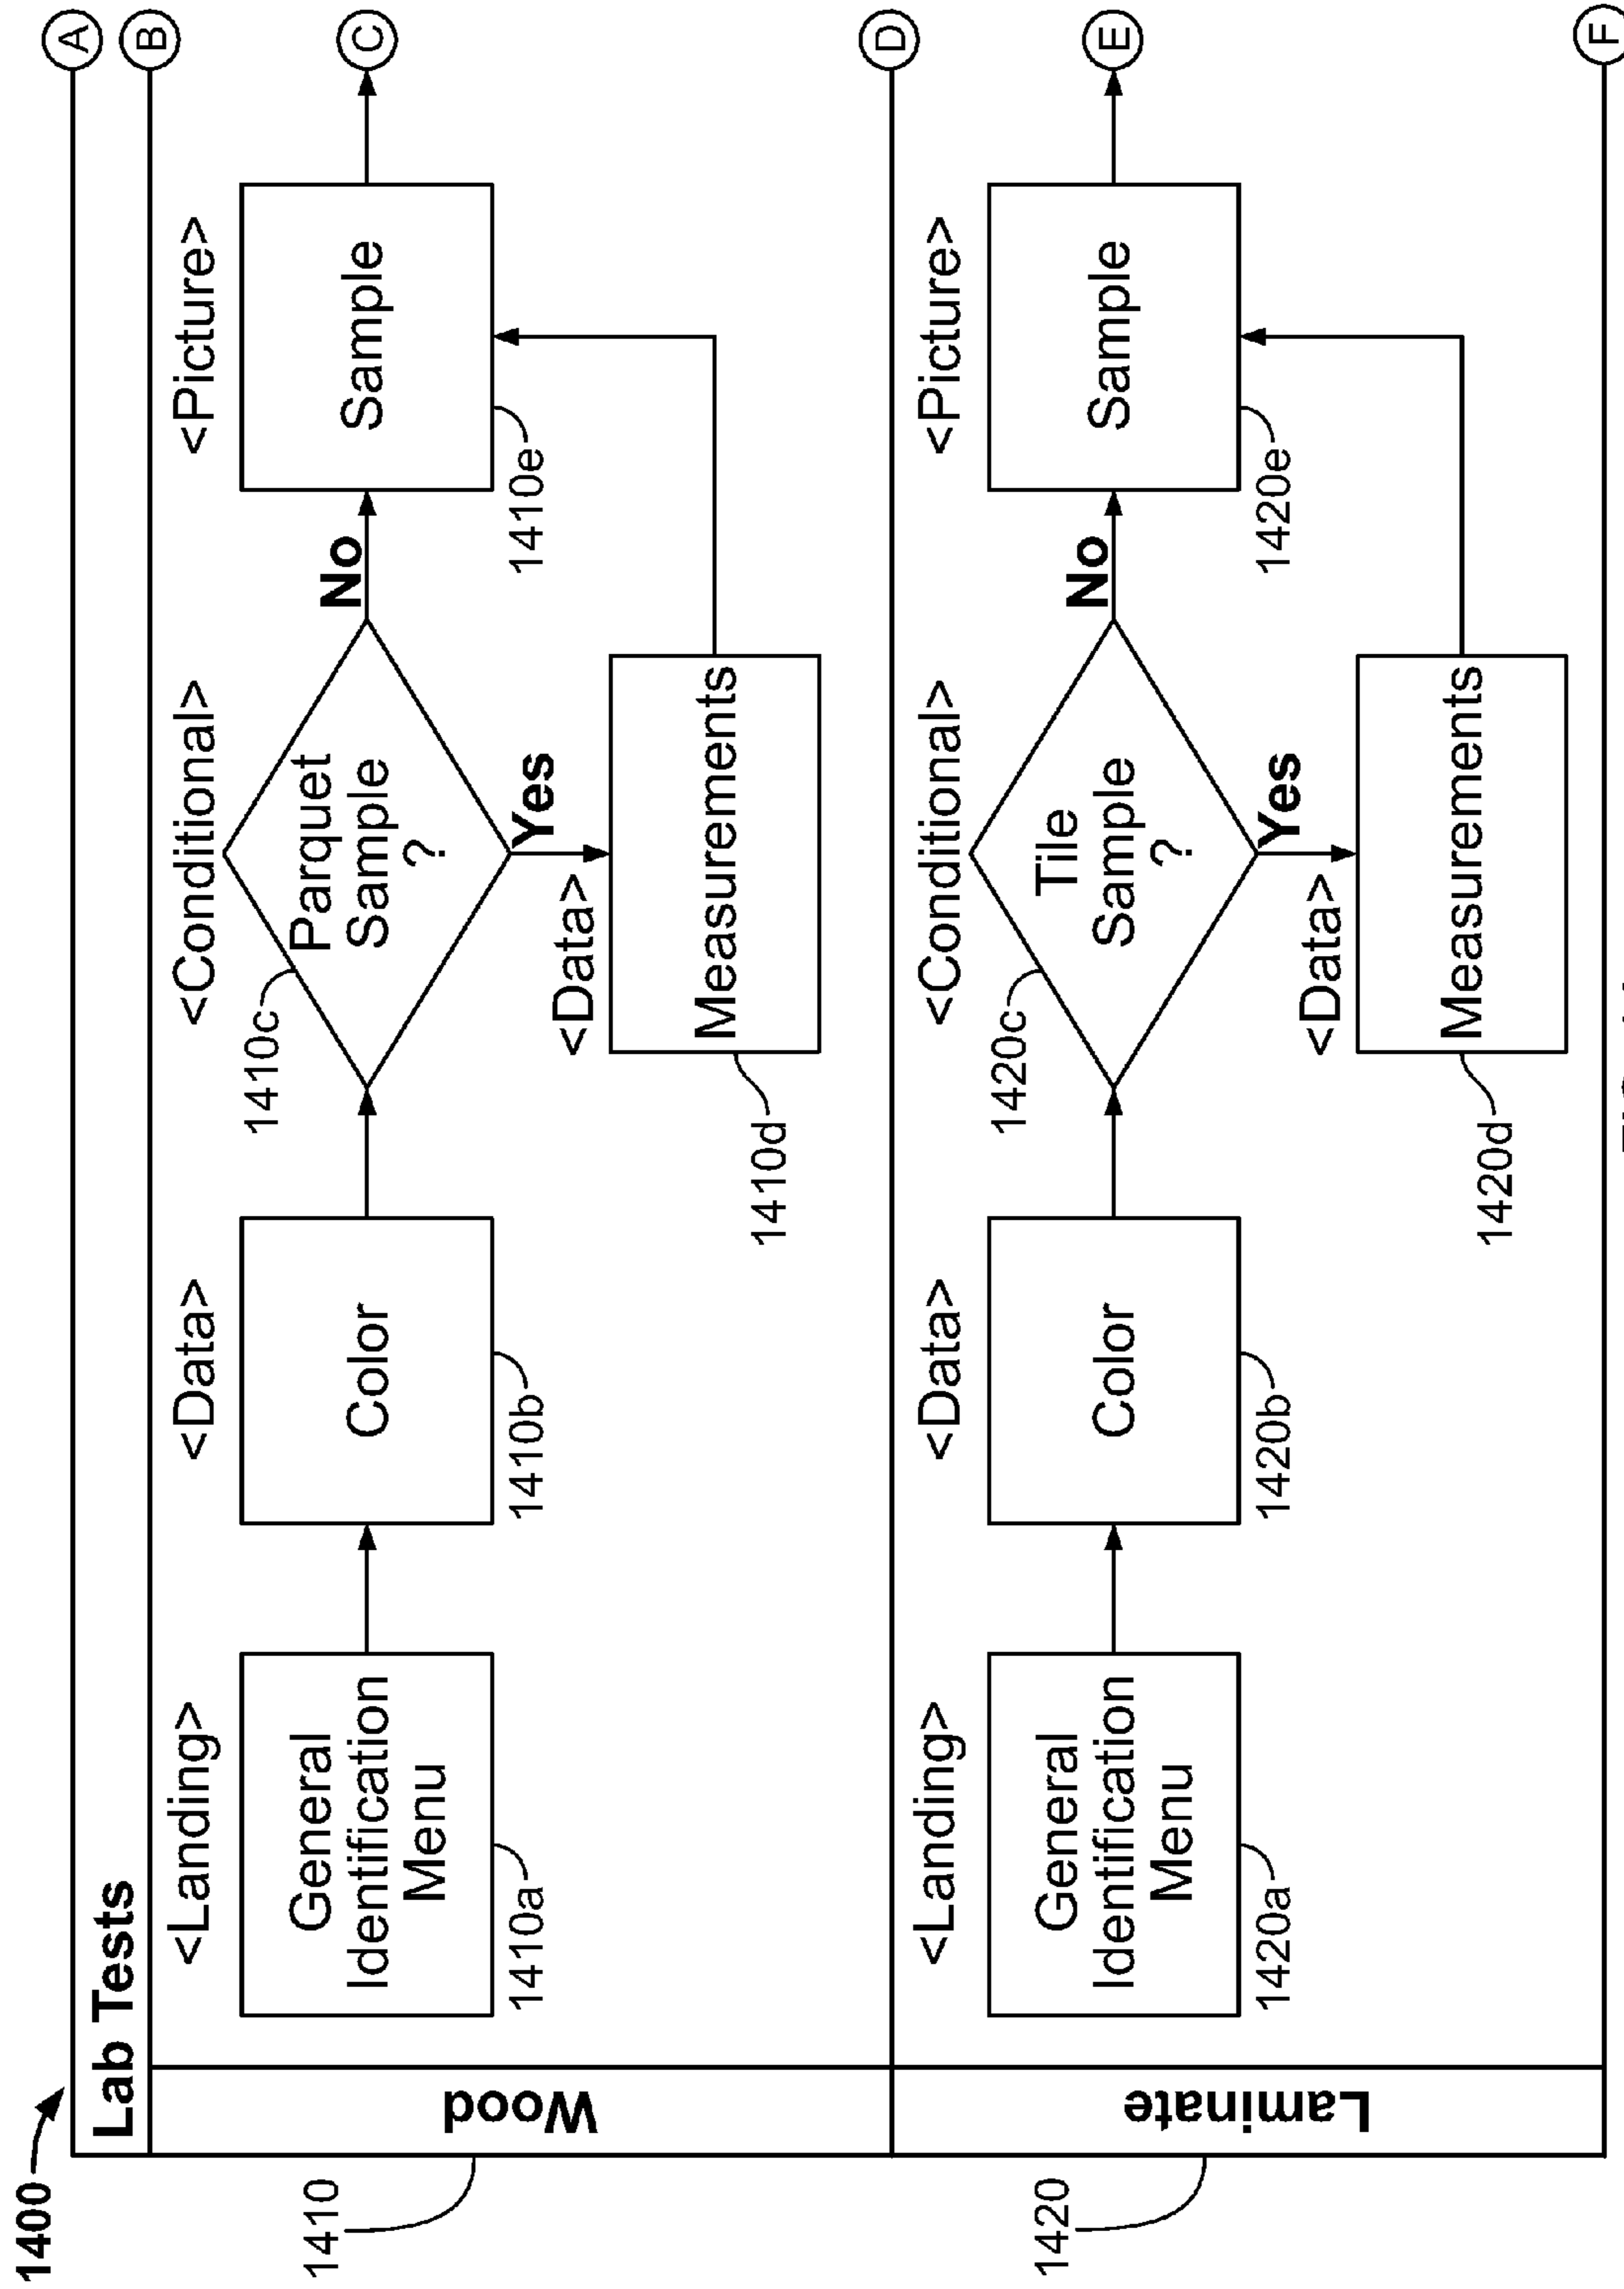 1400
Lab Tests
A
B
1410
Wood
<Landing>
General
Identification
Menu
1410a
<Data>
Color
1410b
<Conditional>
1410c
Parquet
Sample
?
No
Yes
<Data>
Measurements
1410d
<Picture>
Sample
1410e
C
D
1420
Laminate
<Landing>
General
Identification
Menu
1420a
<Data>
Color
1420b
<Conditional>
1420c
Tile
Sample
?
No
Yes
<Data>
Measurements
1420d
<Picture>
Sample
1420e
E
F